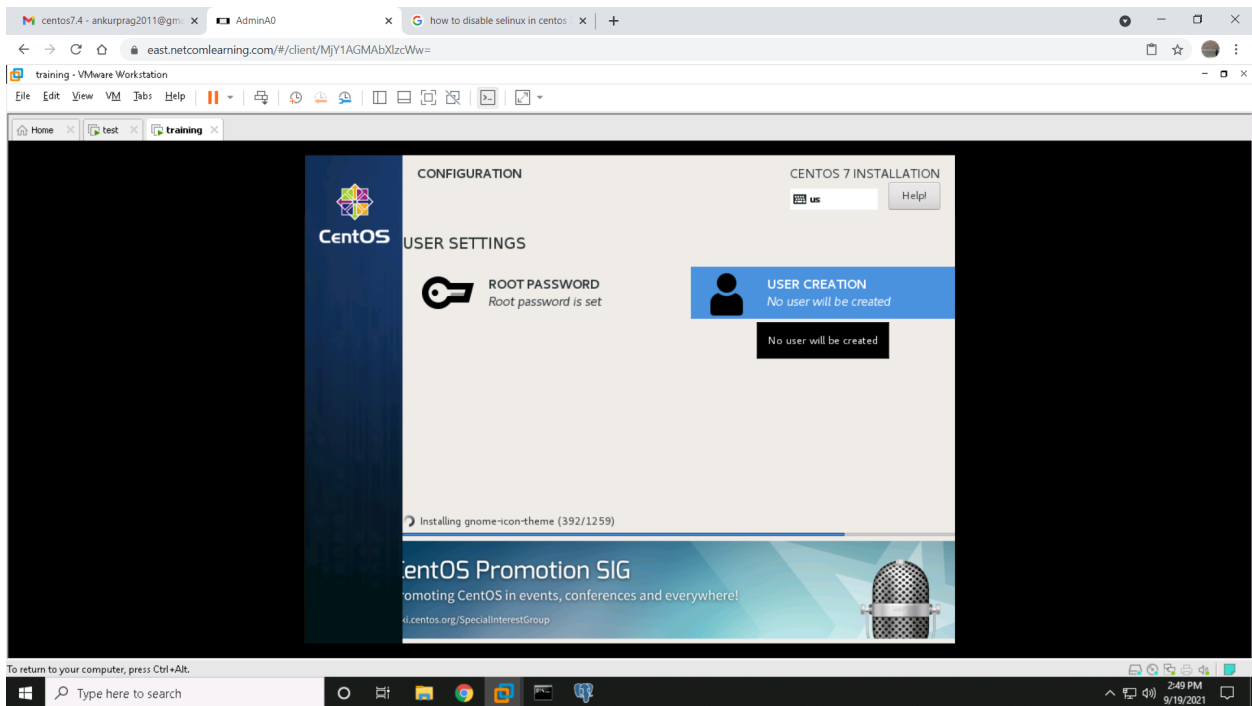 centos7.4 - ankurprag2011@gm
AdminA0
how to disable selinux in centos
east.netcomlearning.com/#/client/MjY1AGMAbXlzcWw=
training - VMware Workstation
File Edit View VM Tabs Help
Home test training
CONFIGURATION
CENTOS 7 INSTALLATION
us
Help!
CentOS
USER SETTINGS
ROOT PASSWORD
Root password is set
USER CREATION
No user will be created
No user will be created
Installing gnome-icon-theme (392/1259)
entOS Promotion SIG
omoting CentOS in events, conferences and everywhere!
ki.centos.org/SpecialInterestGroup
To return to your computer, press Ctrl+Alt.
Type here to search
2:49 PM
9/19/2021